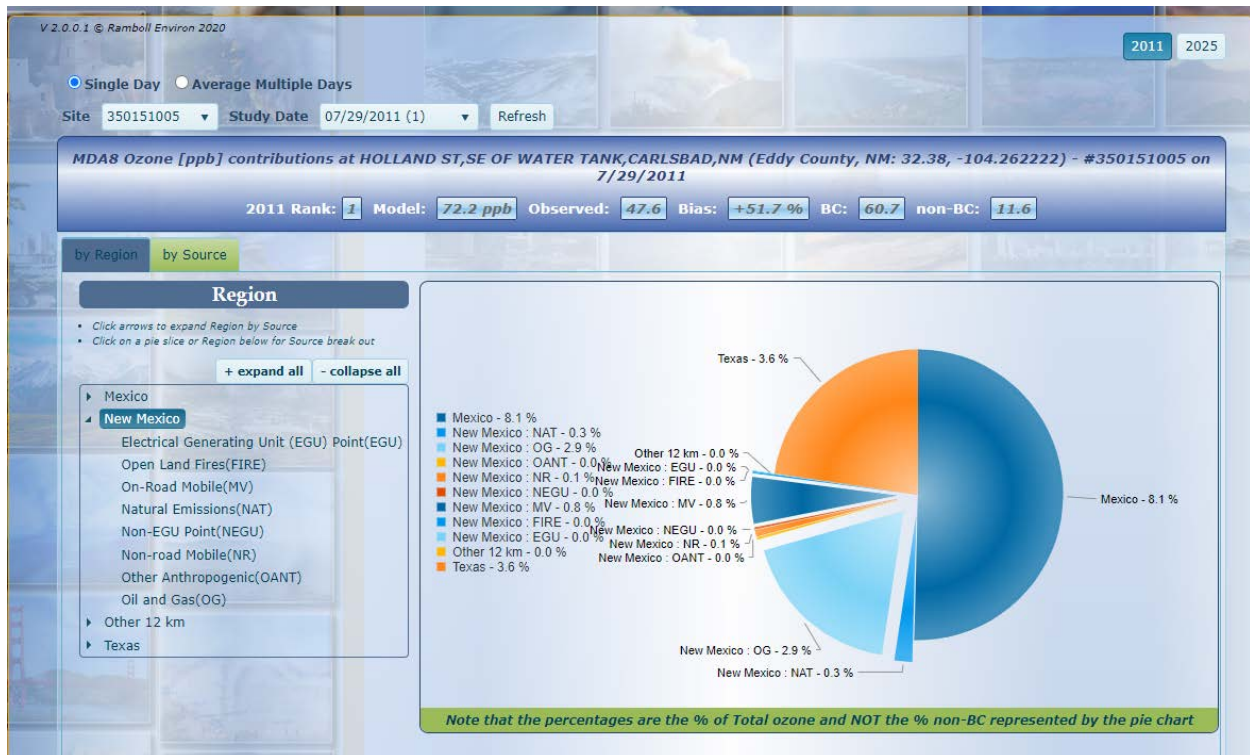 V 2.0.0.1 © Ramboll Environ 2020
2011 2025
Single Day Average Multiple Days
Site 350151005 Study Date 07/29/2011 (1) Refresh
MDA8 Ozone [ppb] contributions at HOLLAND ST,SE OF WATER TANK,CARLSBAD,NM (Eddy County, NM: 32.38, -104.262222) - #350151005 on
7/29/2011
2011 Rank: 1 Model: 72.2 ppb Observed: 47.6 Bias: +51.7 % BC: 60.7 non-BC: 11.6
by Region by Source
Region
• Click arrows to expand Region by Source
• Click on a pie slice or Region below for Source break out
+ expand all - collapse all
Mexico
New Mexico
Electrical Generating Unit (EGU) Point(EGU)
Open Land Fires(FIRE)
On-Road Mobile(MV)
Natural Emissions(NAT)
Non-EGU Point(NEGU)
Non-road Mobile(NR)
Other Anthropogenic(OANT)
Oil and Gas(OG)
Other 12 km
Texas
Mexico - 8.1 %
New Mexico : NAT - 0.3 %
New Mexico : OG - 2.9 %
New Mexico : OANT - 0.0 %
New Mexico : NR - 0.1 %
New Mexico : NEGU - 0.0 %
New Mexico : MV - 0.8 %
New Mexico : FIRE - 0.0 %
New Mexico : EGU - 0.0 %
Other 12 km - 0.0 %
Texas - 3.6 %
Texas - 3.6 %
Other 12 km - 0.0 %
New Mexico : EGU - 0.0 %
New Mexico : FIRE - 0.0 %
New Mexico : MV - 0.8 %
New Mexico : NEGU - 0.0 %
New Mexico : NR - 0.1 %
New Mexico : OANT - 0.0 %
Mexico - 8.1 %
New Mexico : OG - 2.9 %
New Mexico : NAT - 0.3 %
Note that the percentages are the % of Total ozone and NOT the % non-BC represented by the pie chart